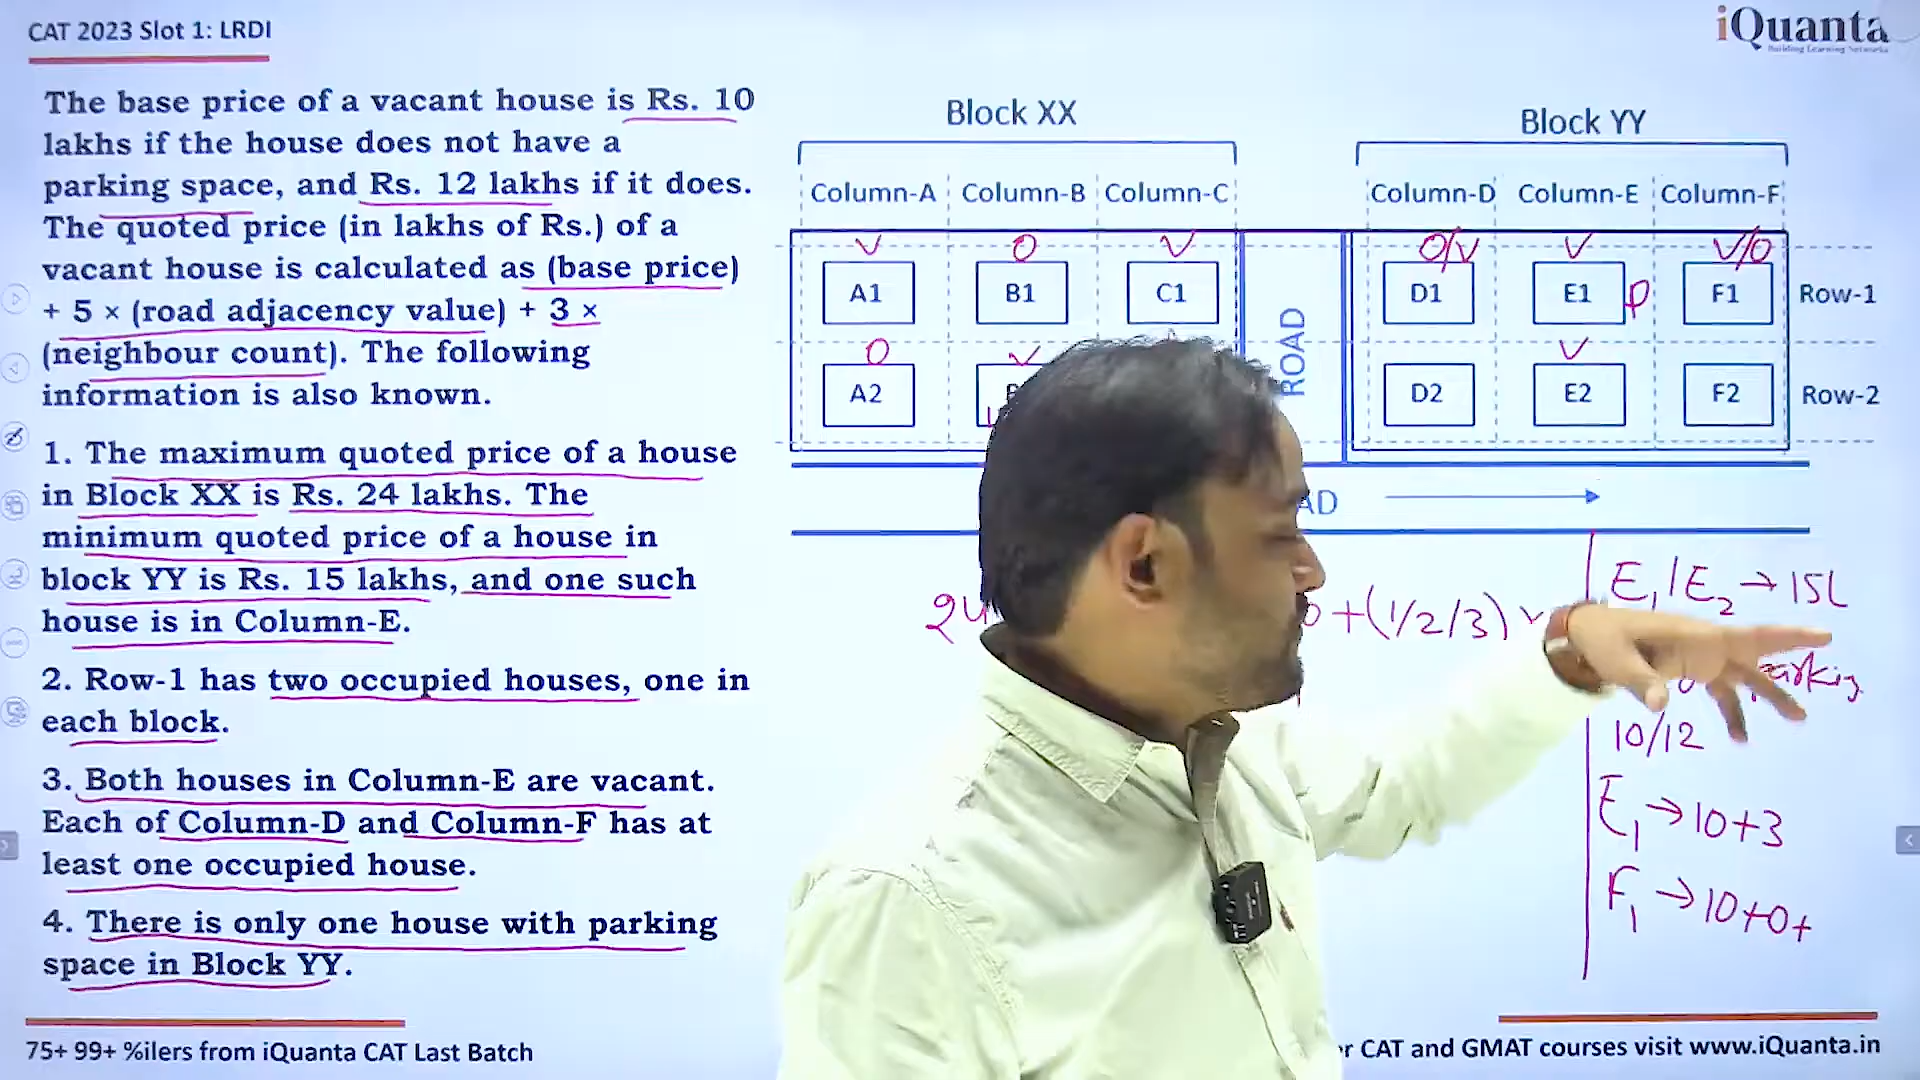 CAT 2023 Slot 1: LRDI
iQuanta
Building Learning Networks
The base price of a vacant house is Rs. 10
lakhs if the house does not have a
parking space, and Rs. 12 lakhs if it does.
The quoted price (in lakhs of Rs.) of a
vacant house is calculated as (base price)
+ 5 × (road adjacency value) + 3 ×
(neighbour count). The following
information is also known.
1. The maximum quoted price of a house
in Block XX is Rs. 24 lakhs. The
minimum quoted price of a house in
block YY is Rs. 15 lakhs, and one such
house is in Column-E.
2. Row-1 has two occupied houses, one in
each block.
3. Both houses in Column-E are vacant.
Each of Column-D and Column-F has at
least one occupied house.
4. There is only one house with parking
space in Block YY.
Block XX
Block YY
Column-A Column-B Column-C
Column-D Column-E Column-F
V O V O/V V V/O
A1 B1 C1 D1 E1 P F1 Row-1
ROAD
O V V
A2 D2 E2 F2 Row-2
E1/E2 → 15L
+(1/2/3)
10/12
E1 → 10+3
F1 → 10+0+
75+ 99+ %ilers from iQuanta CAT Last Batch
CAT and GMAT courses visit www.iQuanta.in